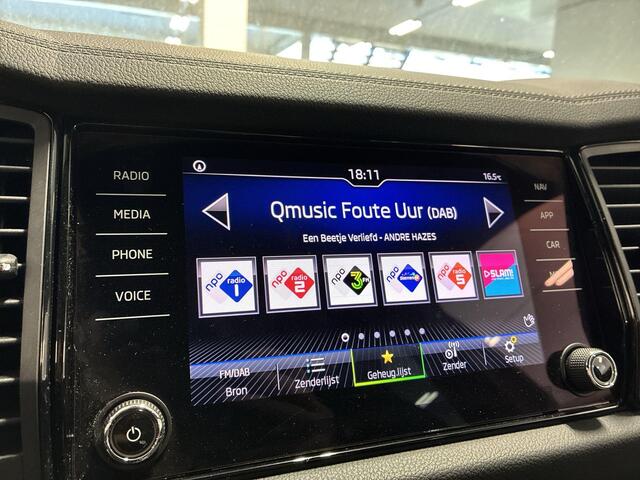 18:11
16.5°C
RADIO
MEDIA
PHONE
VOICE
NAV
APP
CAR
Qmusic Foute Uur (DAB)
Een Beetje Verliefd - ANDRE HAZES
npo radio 1
npo radio 2
npo 3FM
npo
npo radio 5
SLAM!
FM/DAB
Bron
Zenderlijst
Geheug.lijst
Zender
Setup